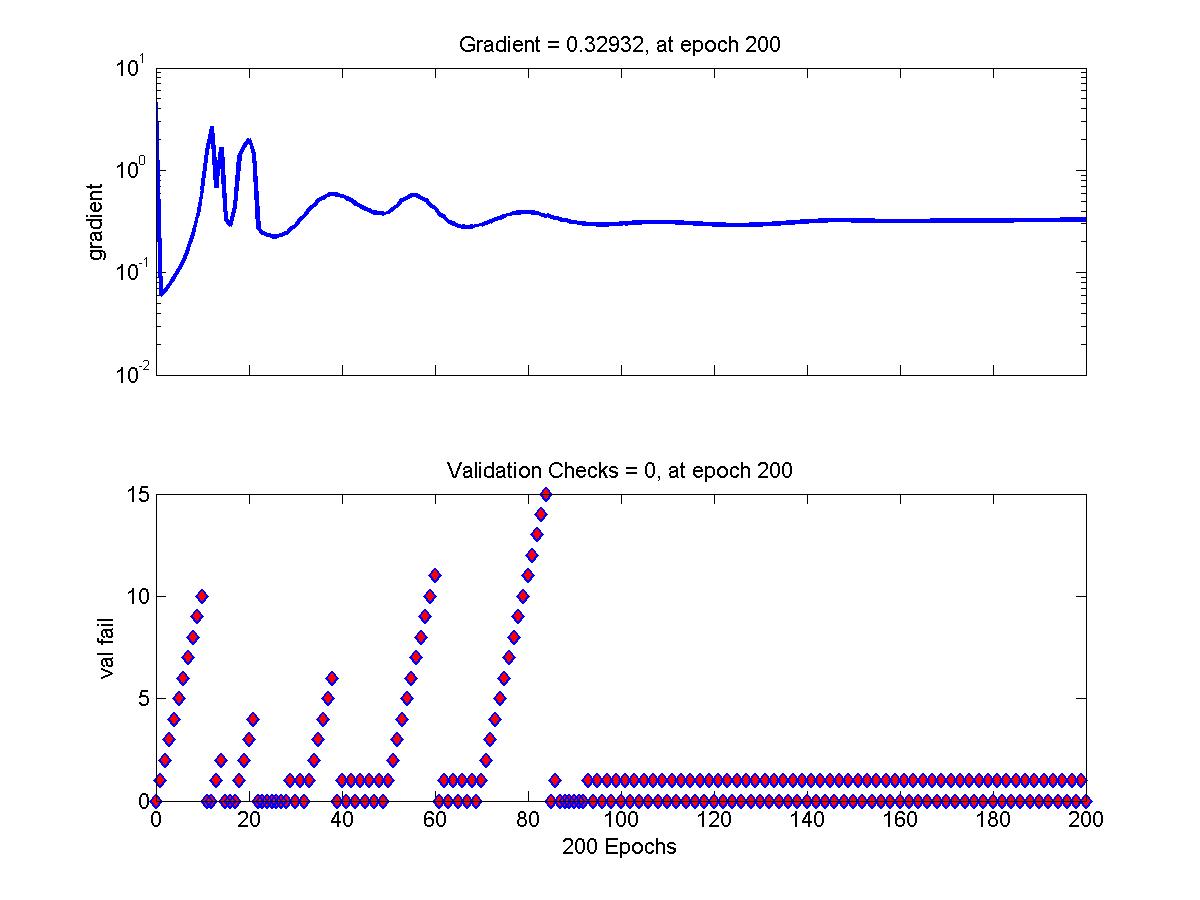 Gradient = 0.32932, at epoch 200
10^1
10^0
10^-1
10^-2
gradient
Validation Checks = 0, at epoch 200
15
10
5
0
val fail
0 20 40 60 80 100 120 140 160 180 200
200 Epochs